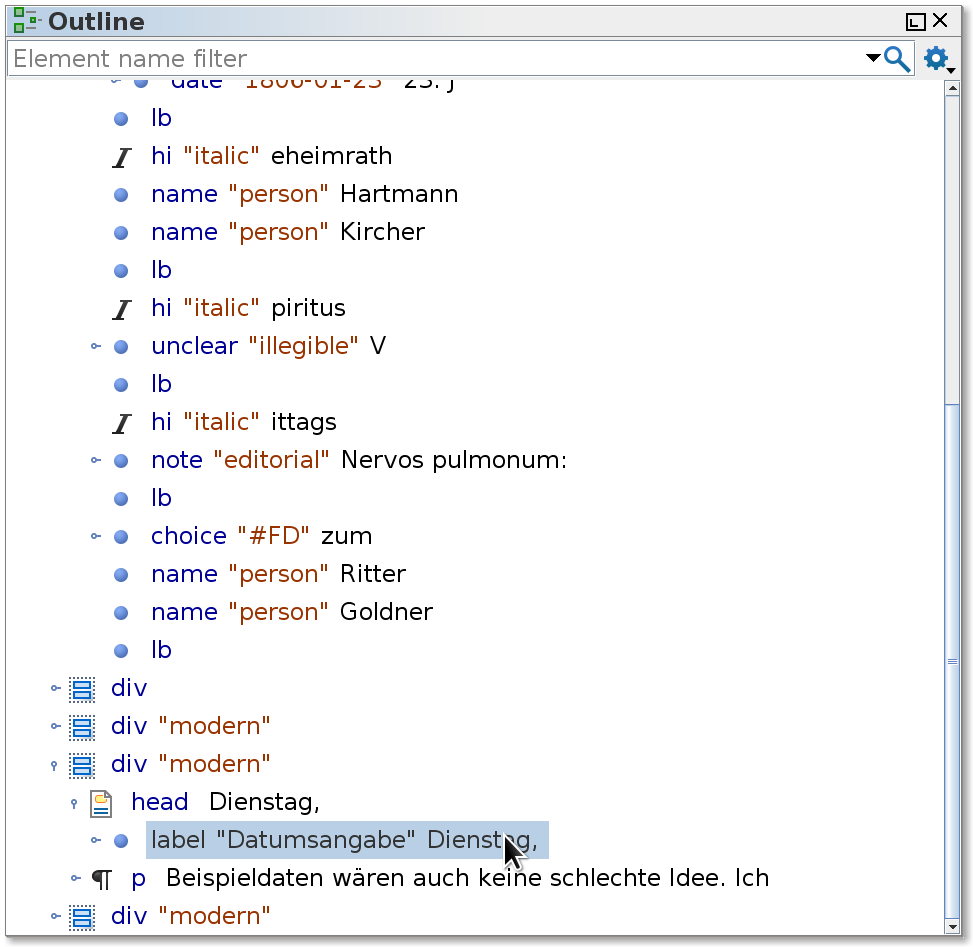 Outline
Element name filter
date "1806-01-23" 23. J
lb
hi "italic" eheimrath
name "person" Hartmann
name "person" Kircher
lb
hi "italic" piritus
unclear "illegible" V
lb
hi "italic" ittags
note "editorial" Nervos pulmonum:
lb
choice "#FD" zum
name "person" Ritter
name "person" Goldner
lb
div
div "modern"
div "modern"
head Dienstag,
label "Datumsangabe" Dienstag,
p Beispieldaten wären auch keine schlechte Idee. Ich
div "modern"